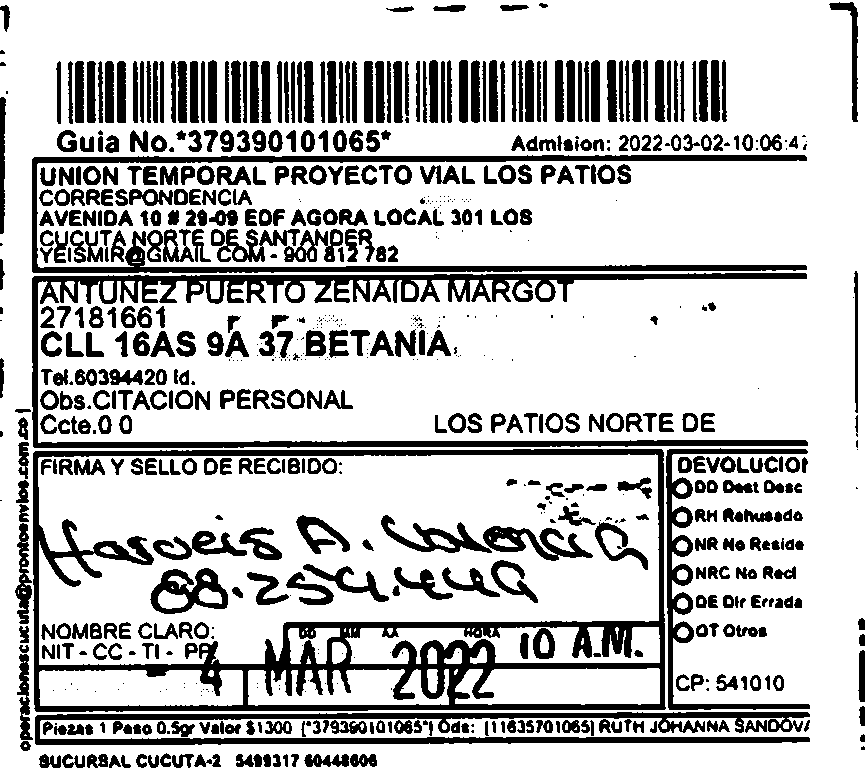 Guia No.*379390101065*
Admision: 2022-03-02-10:06:47
UNION TEMPORAL PROYECTO VIAL LOS PATIOS
CORRESPONDENCIA
AVENIDA 10 # 29-09 EDF AGORA LOCAL 301 LOS
CUCUTA NORTE DE SANTANDER
YEISMIR@GMAIL COM - 900 812 782
ANTUNEZ PUERTO ZENAIDA MARGOT
27181661
CLL 16AS 9A 37 BETANIA
Tel.60394420 Id.
Obs.CITACION PERSONAL
Ccte.0 0 LOS PATIOS NORTE DE
operacionescucuta@prontoenvios.com.co
FIRMA Y SELLO DE RECIBIDO:
Harveis A. Valencia
88.254.449
NOMBRE CLARO:
NIT - CC - TI - PP
DD MM AA HORA
4 MAR 2022 10 A.M.
DEVOLUCION
DD Dest Desc
RH Rehusado
NR No Reside
NRC No Recl
DE Dir Errada
OT Otros
CP: 541010
Piezas 1 Peso 0.5gr Valor $1300 (*379390101065*) Ods: [11635701065] RUTH JOHANNA SANDOVA
SUCURSAL CUCUTA-2 5499317 60448606